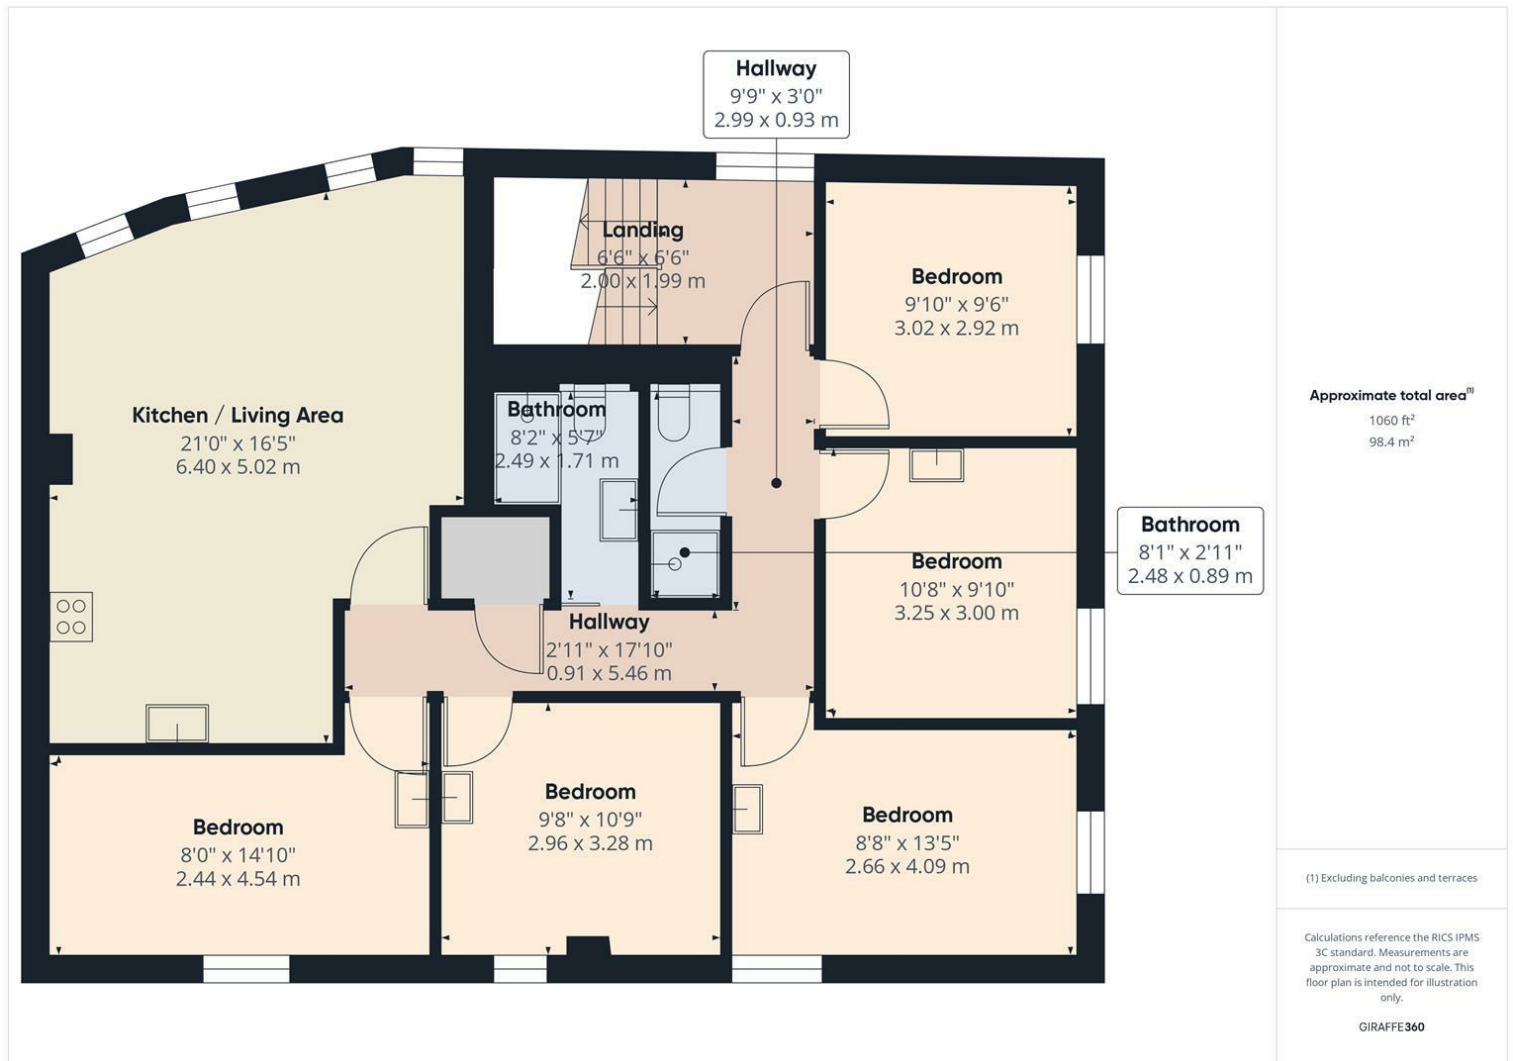 Hallway
9'9" x 3'0"
2.99 x 0.93 m
Landing
6'6" x 6'6"
2.00 x 1.99 m
Bedroom
9'10" x 9'6"
3.02 x 2.92 m
Kitchen / Living Area
21'0" x 16'5"
6.40 x 5.02 m
Bathroom
8'2" x 5'7"
2.49 x 1.71 m
Bathroom
8'1" x 2'11"
2.48 x 0.89 m
Bedroom
10'8" x 9'10"
3.25 x 3.00 m
Hallway
2'11" x 17'10"
0.91 x 5.46 m
Bedroom
8'0" x 14'10"
2.44 x 4.54 m
Bedroom
9'8" x 10'9"
2.96 x 3.28 m
Bedroom
8'8" x 13'5"
2.66 x 4.09 m
Approximate total area(1)
1060 ft²
98.4 m²
(1) Excluding balconies and terraces
Calculations reference the RICS IPMS
3C standard. Measurements are
approximate and not to scale. This
floor plan is intended for illustration
only.
GIRAFFE360